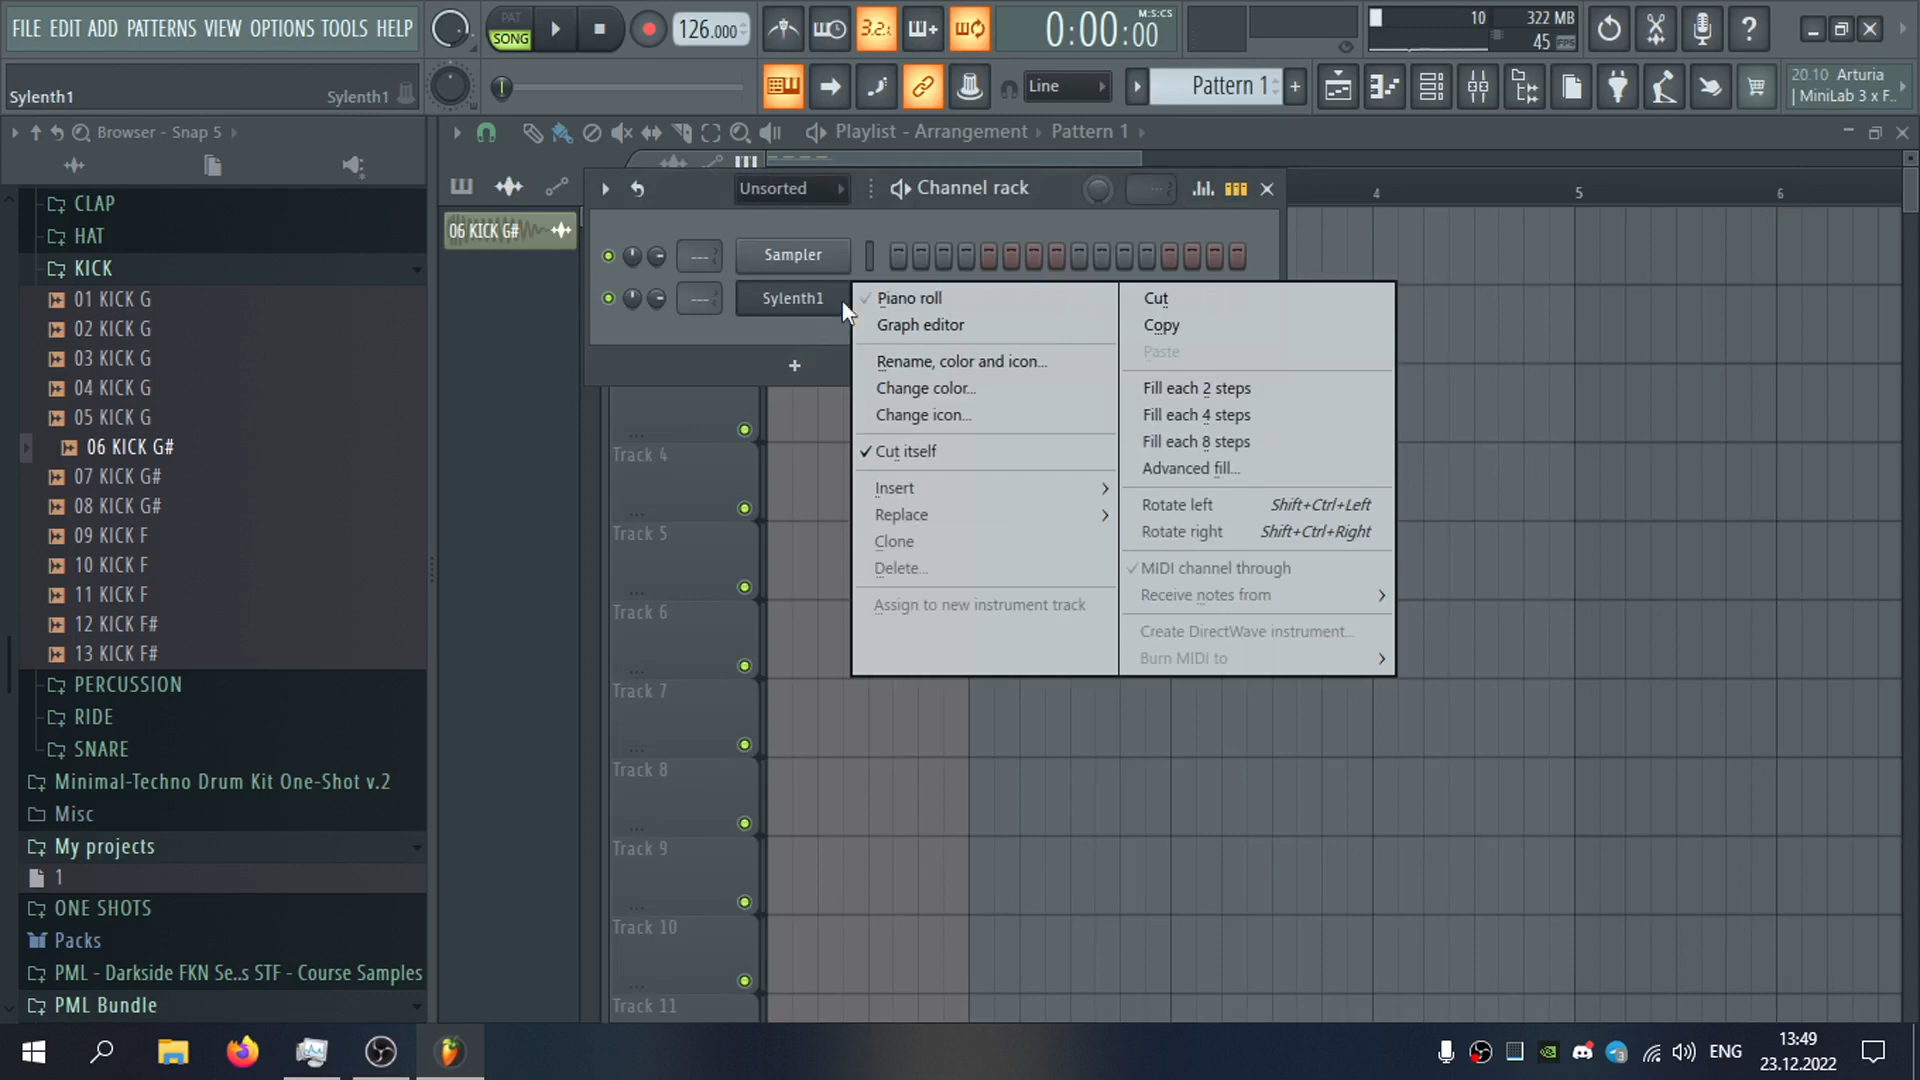 FILE EDIT ADD PATTERNS VIEW OPTIONS TOOLS HELP
PAT
SONG
126.000
3.2.
0:00:00
M:S:CS
10
322 MB
45
Sylenth1
Sylenth1
Line
Pattern 1
+
20.10 Arturia
| MiniLab 3 x F..
Browser - Snap 5
Playlist - Arrangement › Pattern 1
CLAP
HAT
KICK
01 KICK G
02 KICK G
03 KICK G
04 KICK G
05 KICK G
06 KICK G#
07 KICK G#
08 KICK G#
09 KICK F
10 KICK F
11 KICK F
12 KICK F#
13 KICK F#
PERCUSSION
RIDE
SNARE
Minimal-Techno Drum Kit One-Shot v.2
Misc
My projects
1
ONE SHOTS
Packs
PML - Darkside FKN Se..s STF - Course Samples
PML Bundle
06 KICK G#
Unsorted
Channel rack
4
5
6
--- Sampler
--- Sylenth1
+
Piano roll
Graph editor
Rename, color and icon...
Change color...
Change icon...
Cut itself
Insert
Replace
Clone
Delete...
Assign to new instrument track
Cut
Copy
Paste
Fill each 2 steps
Fill each 4 steps
Fill each 8 steps
Advanced fill...
Rotate left Shift+Ctrl+Left
Rotate right Shift+Ctrl+Right
MIDI channel through
Receive notes from
Create DirectWave instrument...
Burn MIDI to
Track 4
Track 5
Track 6
Track 7
Track 8
Track 9
Track 10
Track 11
ENG
13:49
23.12.2022